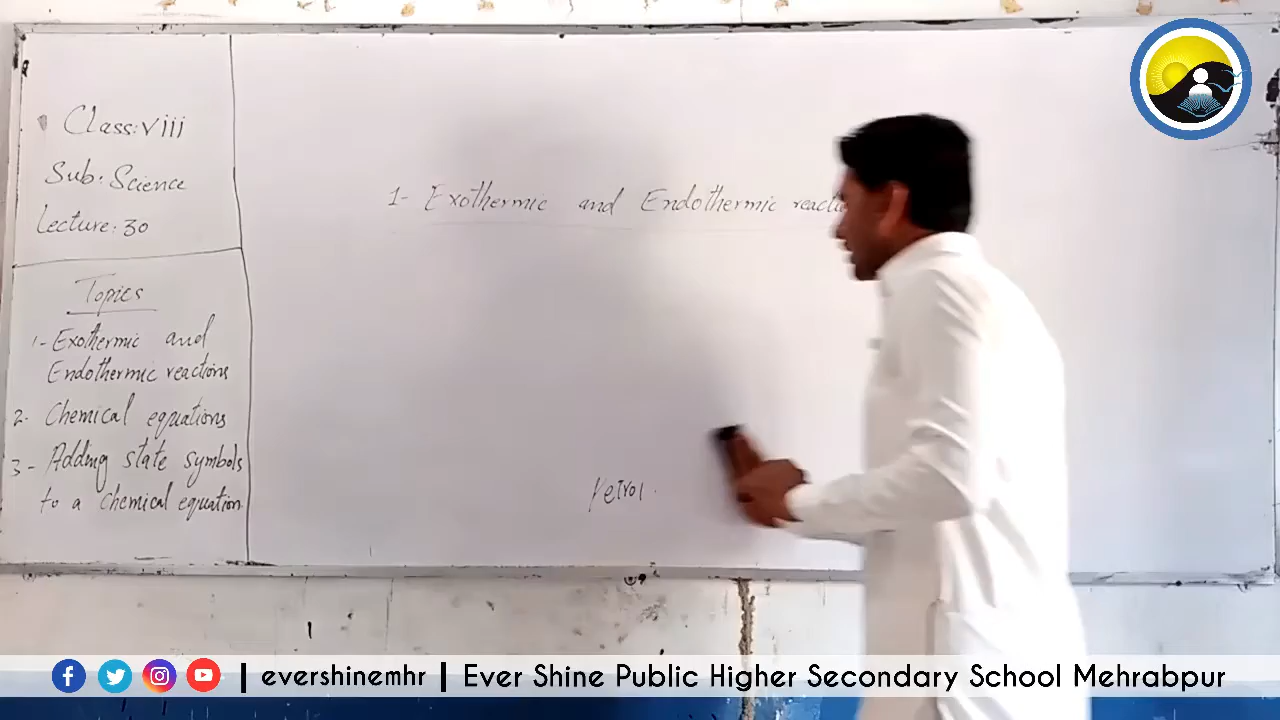 Class: viii
Sub: Science
Lecture: 30
Topics
1- Exothermic and
Endothermic reactions
2- Chemical equations
3- Adding state symbols
to a chemical equation
1- Exothermic and Endothermic reactio
Petrol
| evershinemhr | Ever Shine Public Higher Secondary School Mehrabpur